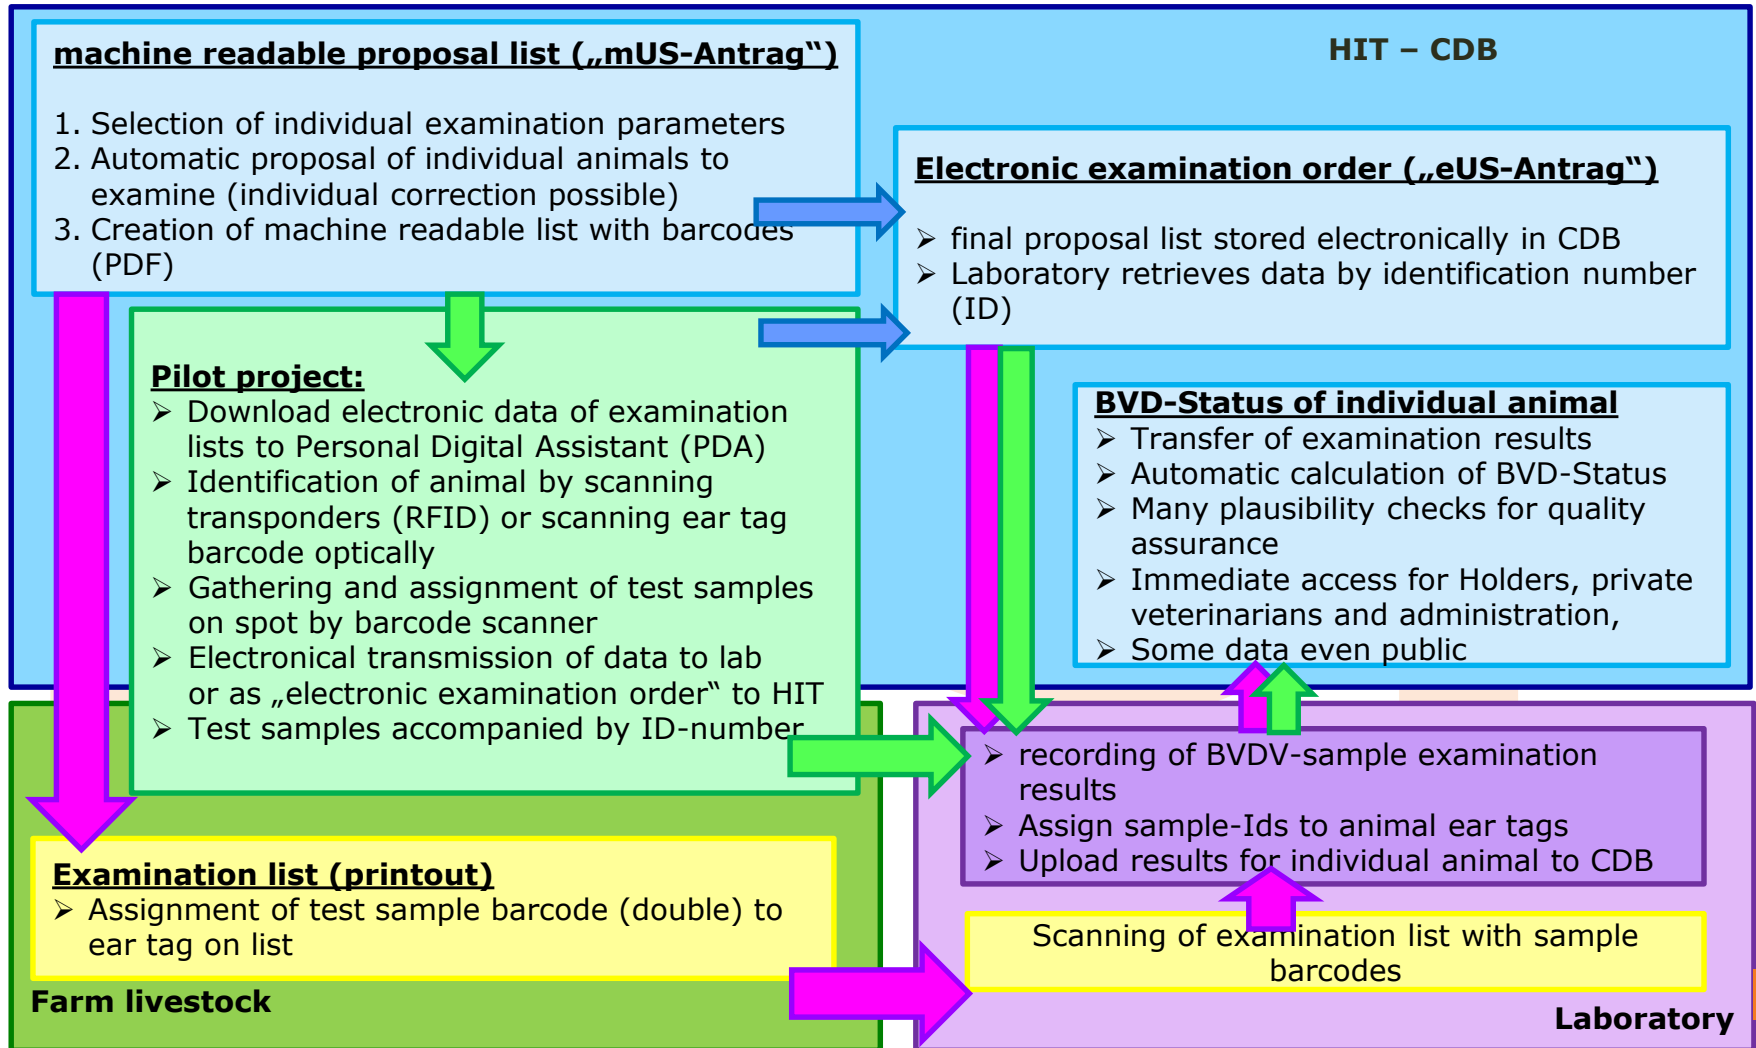 machine readable proposal list („mUS-Antrag“)
1. Selection of individual examination parameters
2. Automatic proposal of individual animals to
examine (individual correction possible)
3. Creation of machine readable list with barcodes
(PDF)
HIT – CDB
Electronic examination order („eUS-Antrag“)
➢ final proposal list stored electronically in CDB
➢ Laboratory retrieves data by identification number
(ID)
Pilot project:
➢ Download electronic data of examination
lists to Personal Digital Assistant (PDA)
➢ Identification of animal by scanning
transponders (RFID) or scanning ear tag
barcode optically
➢ Gathering and assignment of test samples
on spot by barcode scanner
➢ Electronical transmission of data to lab
or as „electronic examination order“ to HIT
➢ Test samples accompanied by ID-number
BVD-Status of individual animal
➢ Transfer of examination results
➢ Automatic calculation of BVD-Status
➢ Many plausibility checks for quality
assurance
➢ Immediate access for Holders, private
veterinarians and administration,
➢ Some data even public
➢ recording of BVDV-sample examination
results
➢ Assign sample-Ids to animal ear tags
➢ Upload results for individual animal to CDB
Examination list (printout)
➢ Assignment of test sample barcode (double) to
ear tag on list
Farm livestock
Scanning of examination list with sample
barcodes
Laboratory